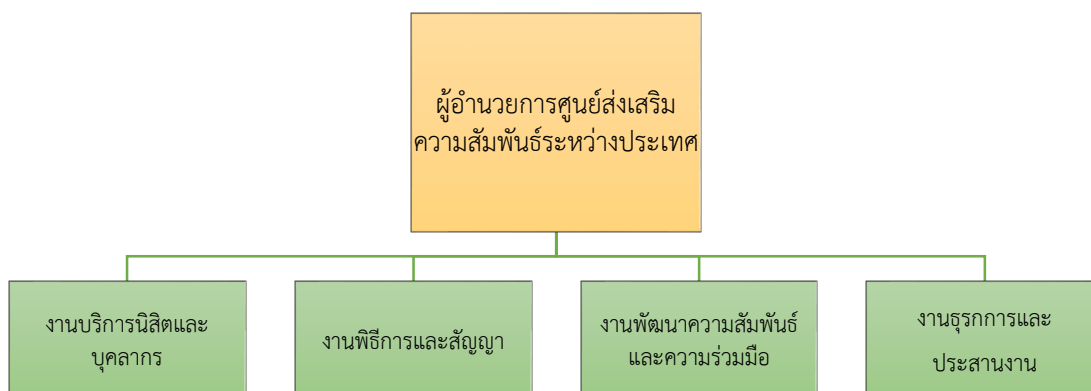 ผู้อำนวยการศูนย์ส่งเสริม
ความสัมพันธ์ระหว่างประเทศ
งานบริการนิสิตและ
บุคลากร
งานพิธีการและสัญญา
งานพัฒนาความสัมพันธ์
และความร่วมมือ
งานธุรกการและ
ประสานงาน